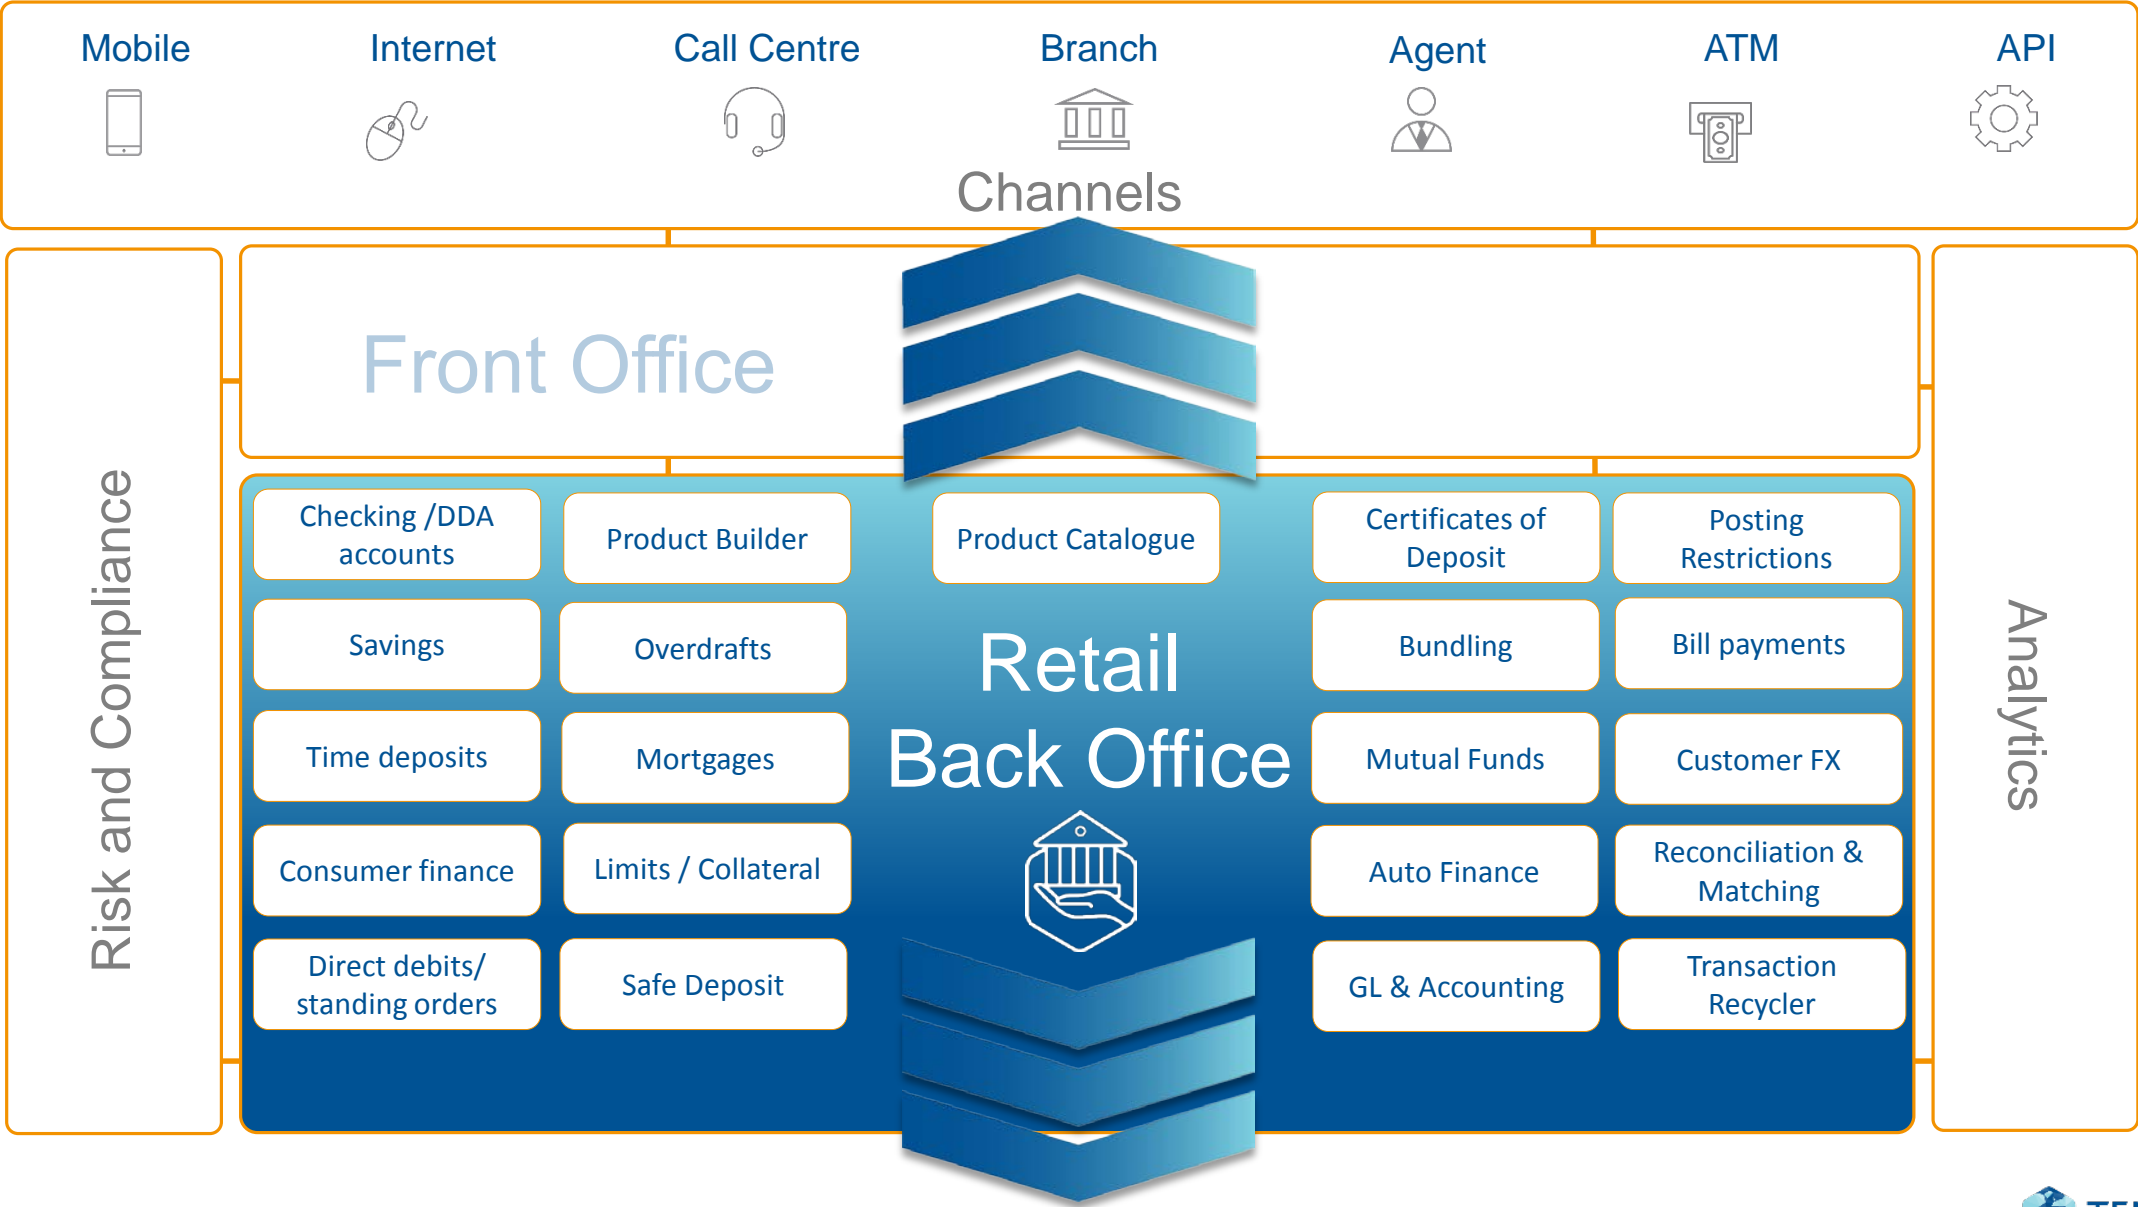 Mobile
Internet
Call Centre
Branch
Agent
ATM
API
Channels
Front Office
Risk and Compliance
Analytics
Checking /DDA
accounts
Product Builder
Product Catalogue
Certificates of
Deposit
Posting
Restrictions
Savings
Overdrafts
Retail
Back Office
Bundling
Bill payments
Time deposits
Mortgages
Mutual Funds
Customer FX
Consumer finance
Limits / Collateral
Auto Finance
Reconciliation &
Matching
Direct debits/
standing orders
Safe Deposit
GL & Accounting
Transaction
Recycler